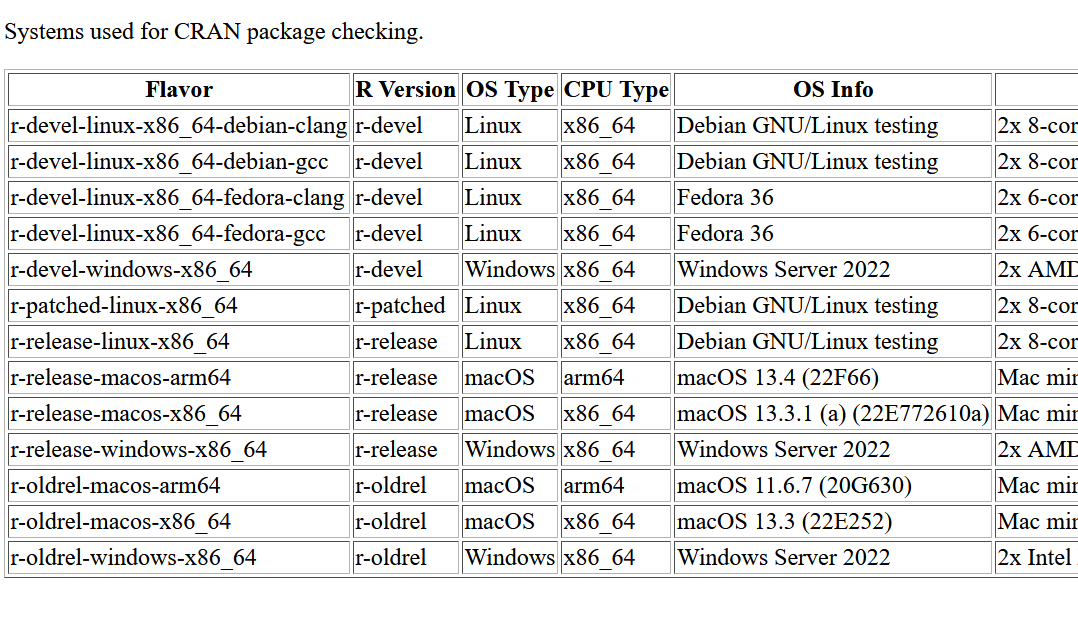 Systems used for CRAN package checking.
Flavor R Version OS Type CPU Type OS Info
r-devel-linux-x86_64-debian-clang r-devel Linux x86_64 Debian GNU/Linux testing 2x 8-cor
r-devel-linux-x86_64-debian-gcc r-devel Linux x86_64 Debian GNU/Linux testing 2x 8-cor
r-devel-linux-x86_64-fedora-clang r-devel Linux x86_64 Fedora 36 2x 6-cor
r-devel-linux-x86_64-fedora-gcc r-devel Linux x86_64 Fedora 36 2x 6-cor
r-devel-windows-x86_64 r-devel Windows x86_64 Windows Server 2022 2x AMD
r-patched-linux-x86_64 r-patched Linux x86_64 Debian GNU/Linux testing 2x 8-cor
r-release-linux-x86_64 r-release Linux x86_64 Debian GNU/Linux testing 2x 8-cor
r-release-macos-arm64 r-release macOS arm64 macOS 13.4 (22F66) Mac min
r-release-macos-x86_64 r-release macOS x86_64 macOS 13.3.1 (a) (22E772610a) Mac min
r-release-windows-x86_64 r-release Windows x86_64 Windows Server 2022 2x AMD
r-oldrel-macos-arm64 r-oldrel macOS arm64 macOS 11.6.7 (20G630) Mac min
r-oldrel-macos-x86_64 r-oldrel macOS x86_64 macOS 13.3 (22E252) Mac min
r-oldrel-windows-x86_64 r-oldrel Windows x86_64 Windows Server 2022 2x Intel